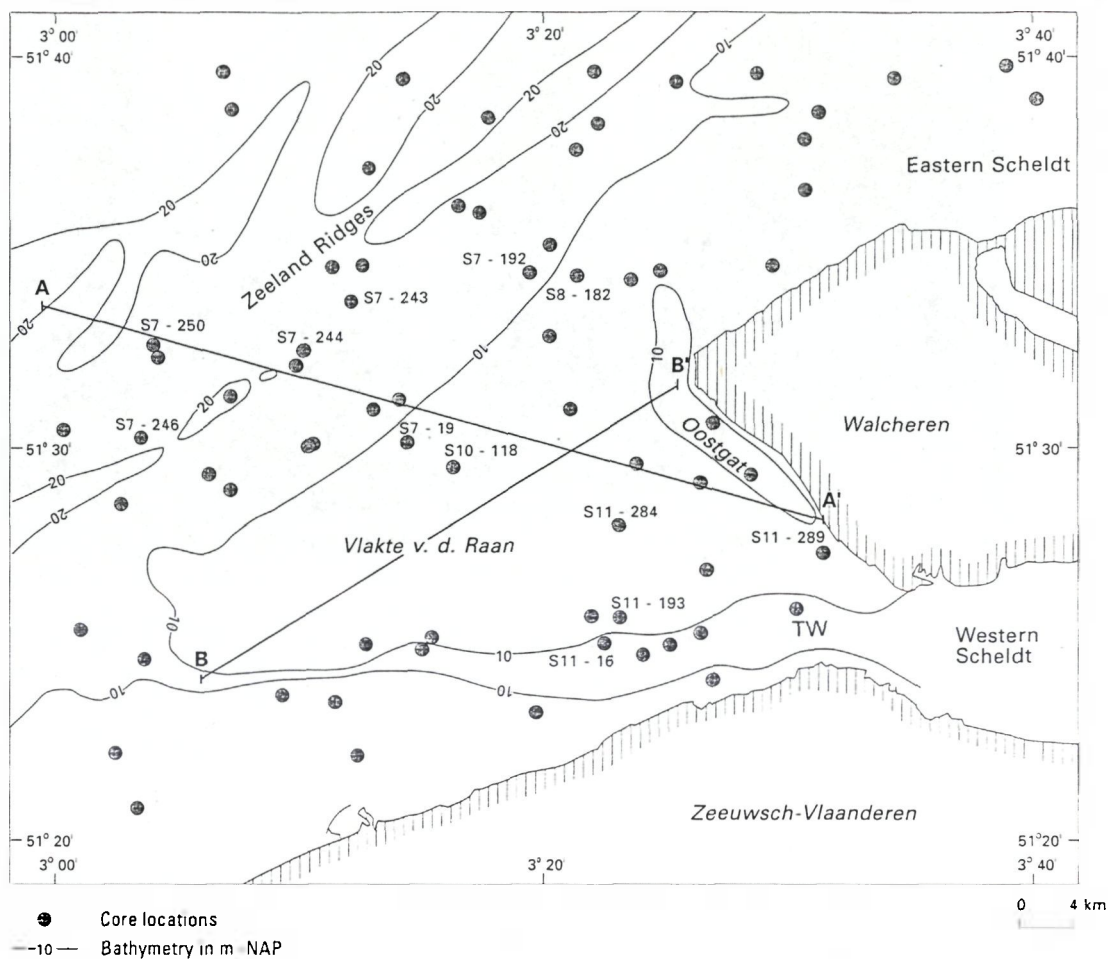 3° 00'
3° 20'
3° 40'
51° 40'
51° 40'
10
20
20
20
20
Eastern Scheldt
20
20
Zeeland Ridges
S7 - 192
A
S8 - 182
S7 - 243
20
S7 - 250
S7 - 244
10
10
B'
20
S7 - 246
S7 - 19
Oostgat
Walcheren
51° 30'
S10 - 118
51° 30'
20
A'
20
S11 - 284
S11 - 289
Vlakte v. d. Raan
S11 - 193
10
TW
Western
Scheldt
B
10
S11 - 16
10
10
Zeeuwsch-Vlaanderen
51° 20'
51° 20'
3° 00'
3° 20'
3° 40'
0 4 km
Core locations
10 Bathymetry in m NAP